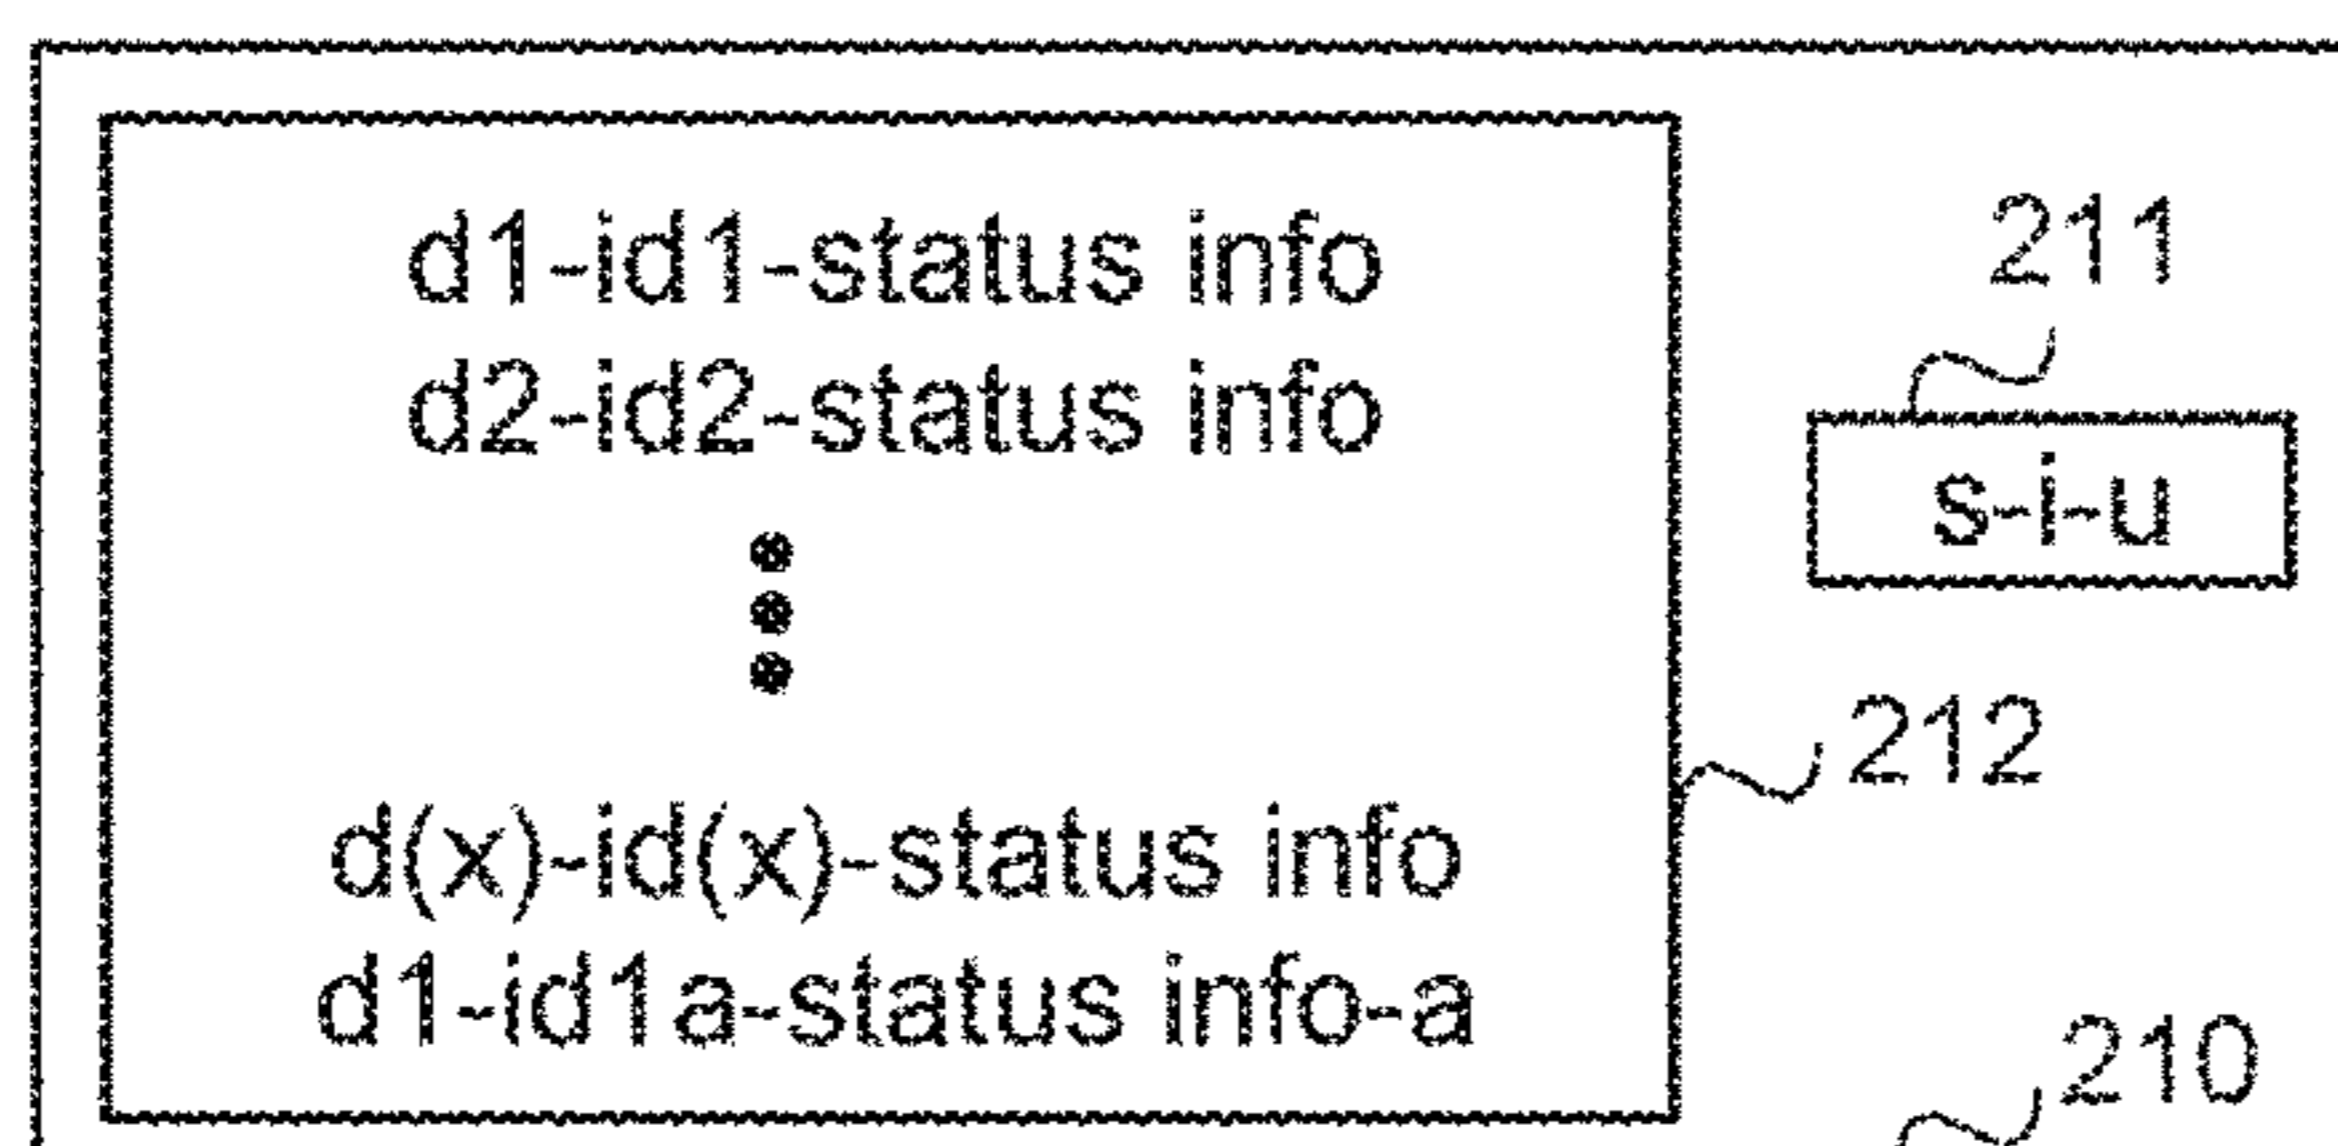 d1-id1-status info
d2-id2-status info
d(x)-id(x)-status info
d1-id1a-status info-a
211
s-i-u
212
210